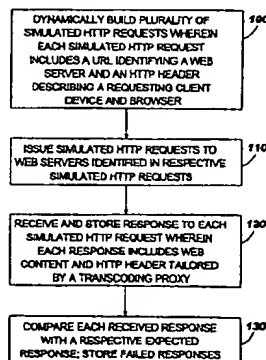 100
DYNAMICALLY BUILD PLURALITY OF
SIMULATED HTTP REQUESTS WHEREIN
EACH SIMULATED HTTP REQUEST
INCLUDES A URL IDENTIFYING A WEB
SERVER AND AN HTTP HEADER
DESCRIBING A REQUESTING CLIENT
DEVICE AND BROWSER
110
ISSUE SIMULATED HTTP REQUESTS TO
WEB SERVERS IDENTIFIED IN RESPECTIVE
SIMULATED HTTP REQUESTS
120
RECEIVE AND STORE RESPONSE TO EACH
SIMULATED HTTP REQUEST WHEREIN
EACH RESPONSE INCLUDES WEB
CONTENT AND HTTP HEADER TAILORED
BY A TRANSCODING PROXY
130
COMPARE EACH RECEIVED RESPONSE
WITH A RESPECTIVE EXPECTED
RESPONSE; STORE FAILED RESPONSES